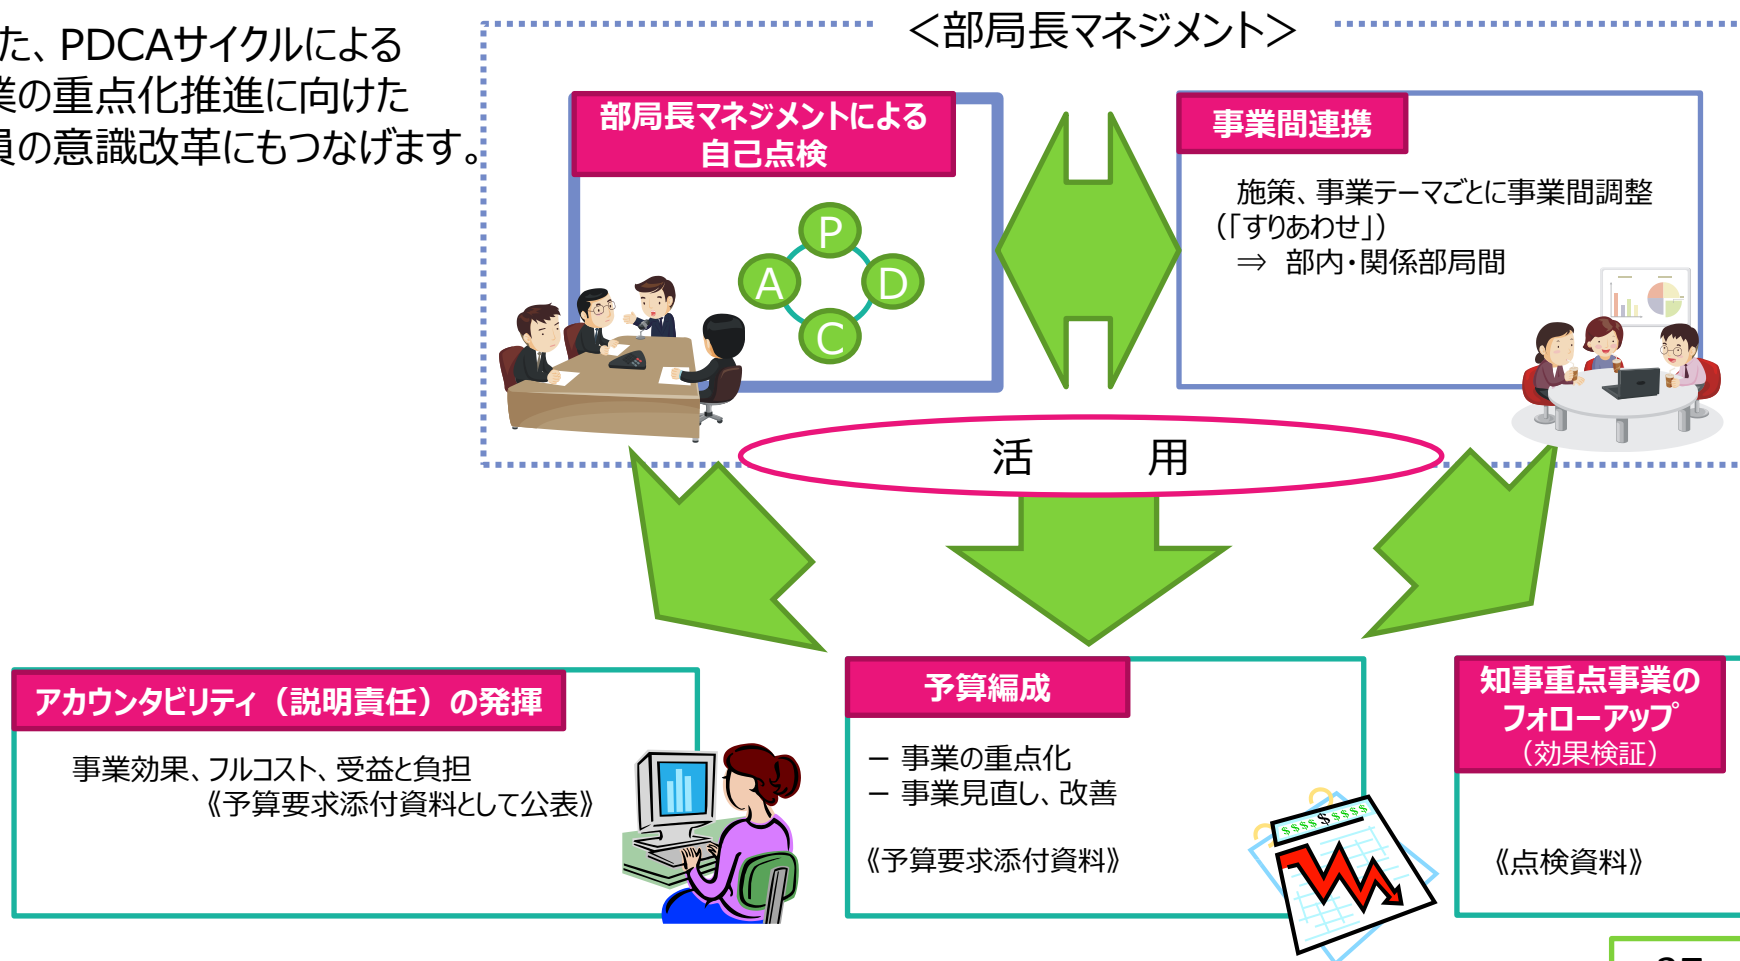 た、PDCAサイクルによる
業の重点化推進に向けた
員の意識改革にもつなげます。
＜部局長マネジメント＞
部局長マネジメントによる
自己点検
P
A
D
C
事業間連携
施策、事業テーマごとに事業間調整
（「すりあわせ」）
⇒ 部内・関係部局間
活 用
アカウンタビリティ（説明責任）の発揮
事業効果、フルコスト、受益と負担
《予算要求添付資料として公表》
予算編成
－ 事業の重点化
－ 事業見直し、改善
《予算要求添付資料》
$$$$$$$$$
知事重点事業の
フォローアップ
（効果検証）
《点検資料》